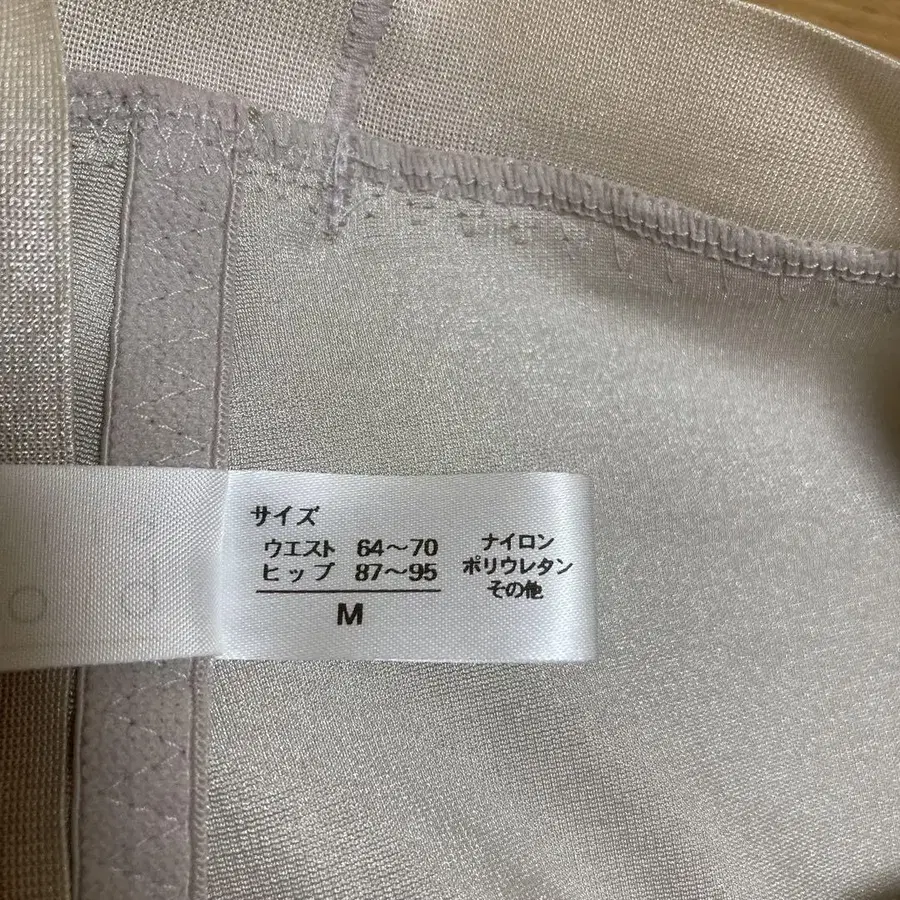 サイズ
ウエスト 64～70
ヒップ 87～95
M
ナイロン
ポリウレタン
その他